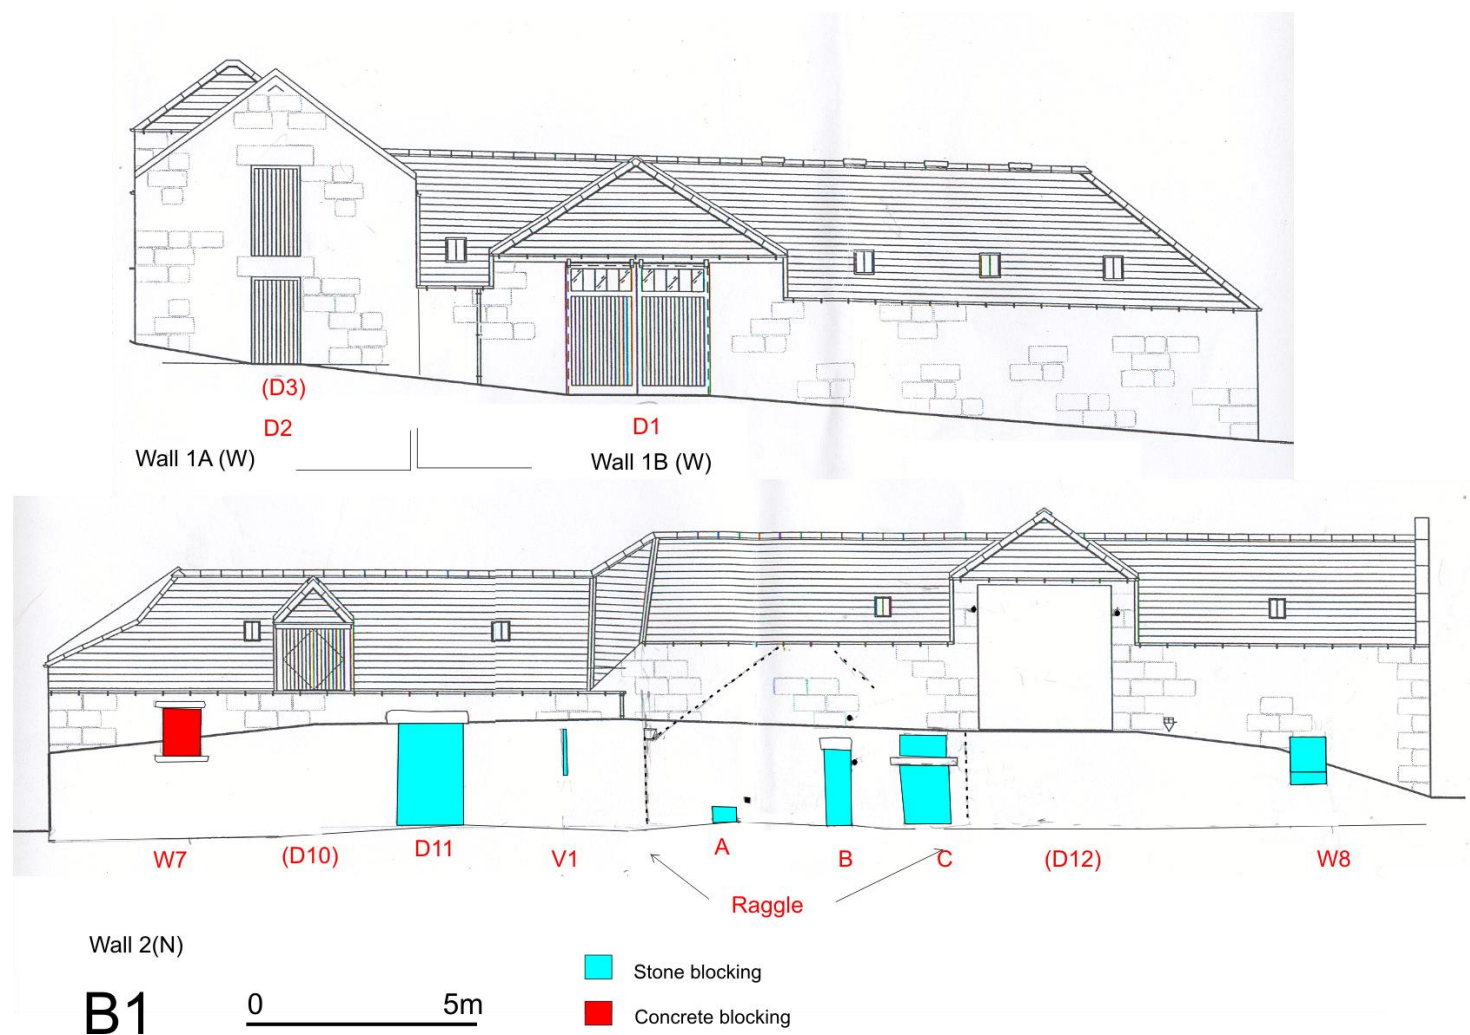 (D3)
D2
D1
Wall 1A (W)
Wall 1B (W)
W7
(D10)
D11
V1
A
B
C
(D12)
W8
Raggle
Wall 2(N)
B1
0
5m
Stone blocking
Concrete blocking